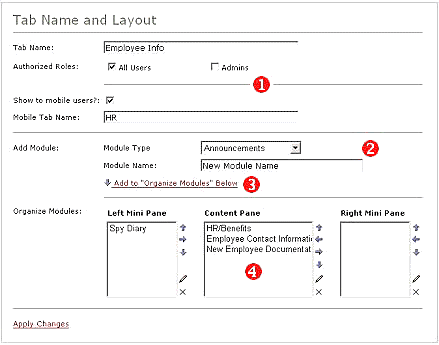 Tab Name and Layout
Tab Name: Employee Info
Authorized Roles: All Users Admins
1
Show to mobile users?:
Mobile Tab Name: HR
Add Module: Module Type Announcements 2
Module Name: New Module Name
Add to "Organize Modules" Below 3
Organize Modules: Left Mini Pane Content Pane Right Mini Pane
Spy Diary HR/Benefits
Employee Contact Informati
New Employee Documentat
4
Apply Changes